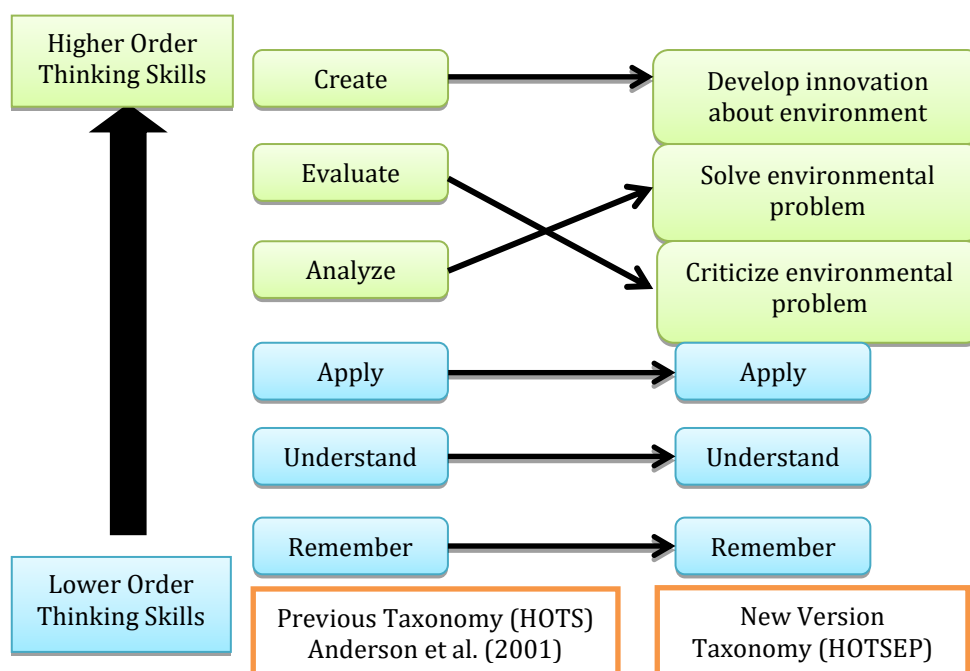 Higher Order
Thinking Skills
Create
Develop innovation
about environment
Evaluate
Solve environmental
problem
Analyze
Criticize environmental
problem
Apply
Apply
Understand
Understand
Remember
Remember
Lower Order
Thinking Skills
Previous Taxonomy (HOTS)
Anderson et al. (2001)
New Version
Taxonomy (HOTSEP)